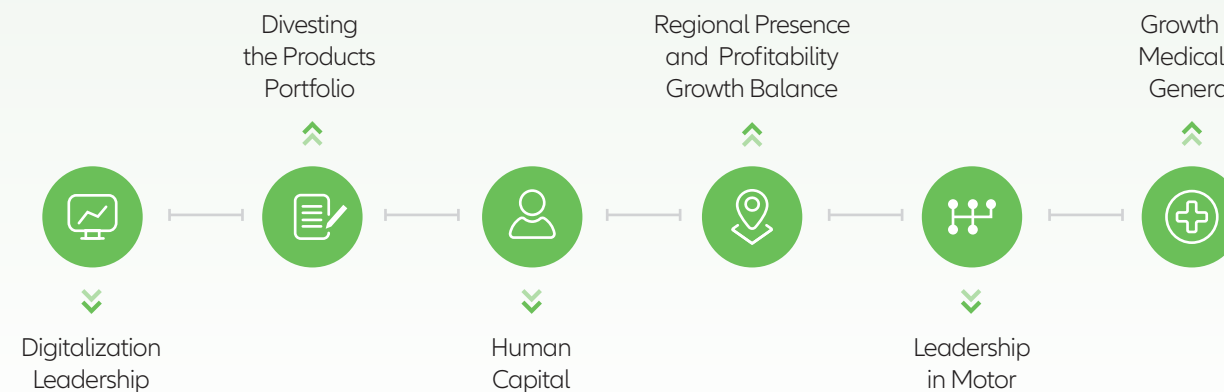 Divesting
the Products
Portfolio
Regional Presence
and Profitability
Growth Balance
Growth
Medical
Digitalization
Leadership
Human
Capital
Leadership
in Motor